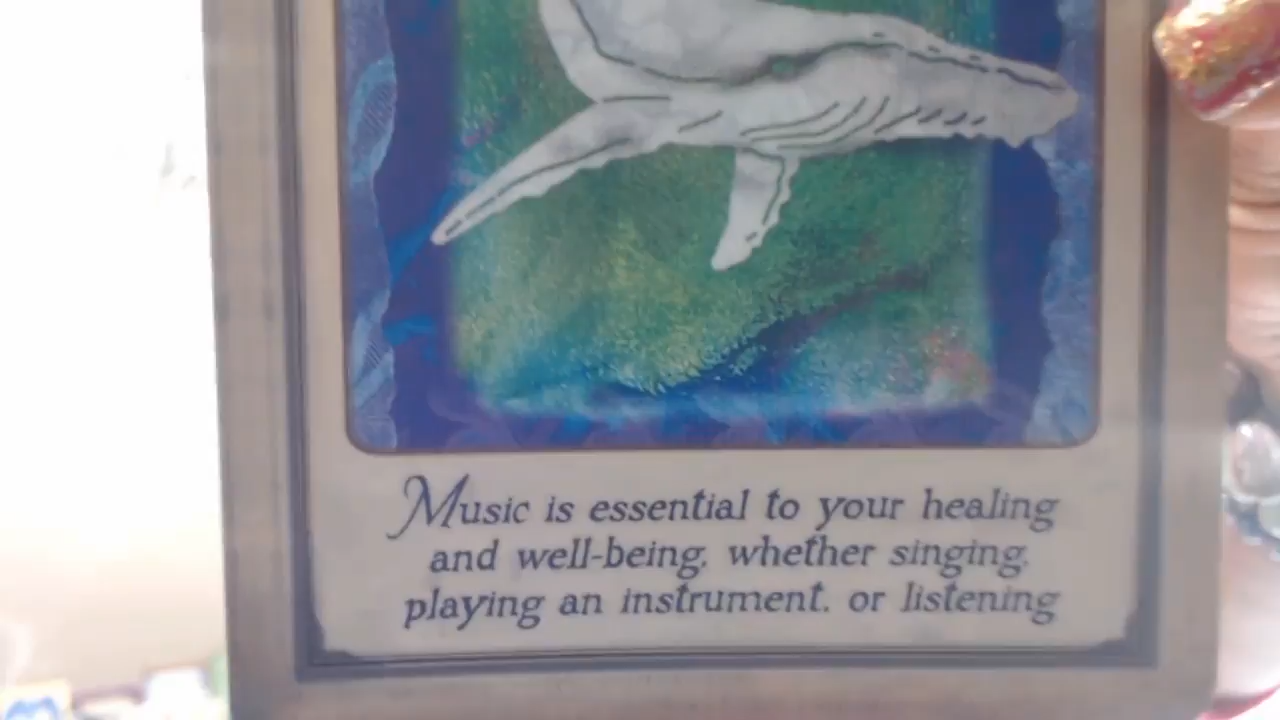 Music is essential to your healing
and well-being, whether singing,
playing an instrument, or listening